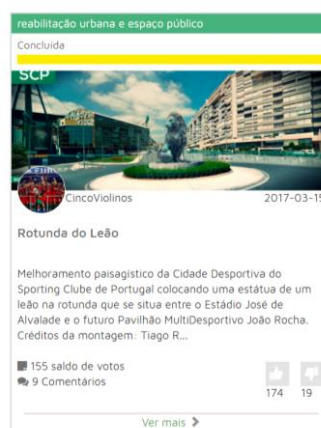 reabilitação urbana e espaço público
Concluída
SCP
CincoViolinos
2017-03-15
Rotunda do Leão
Melhoramento paisagistico da Cidade Desportiva do
Sporting Clube de Portugal colocando uma estátua de um
leão na rotunda que se situa entre o Estádio José de
Alvalade e o futuro Pavilhão MultiDesportivo João Rocha.
Créditos da montagem: Tiago R...
155 saldo de votos
9 Comentários
174 19
Ver mais